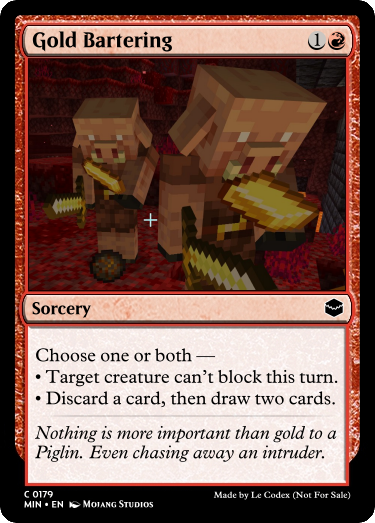 Gold Bartering 1
Sorcery
Choose one or both —
• Target creature can't block this turn.
• Discard a card, then draw two cards.
Nothing is more important than gold to a
Piglin. Even chasing away an intruder.
C 0179
MIN • EN Mojang Studios
Made by Le Codex (Not For Sale)